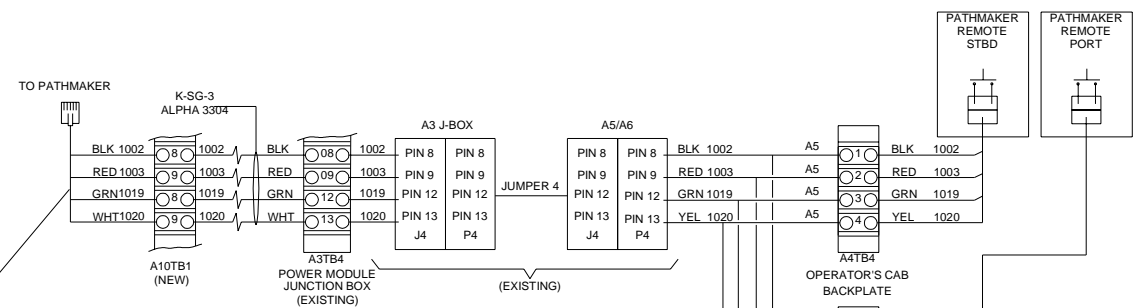 PATHMAKER
REMOTE
STBD
PATHMAKER
REMOTE
PORT
TO PATHMAKER
K-SG-3
ALPHA 3304
A3 J-BOX
A5/A6
BLK 1002 8 1002 BLK 08 1002 PIN 8 PIN 8 PIN 8 PIN 8 BLK 1002 A5 1 BLK 1002
RED 1003 9 1003 RED 09 1003 PIN 9 PIN 9 PIN 9 PIN 9 RED 1003 A5 2 RED 1003
JUMPER 4
GRN1019 8 1019 GRN 12 1019 PIN 12 PIN 12 PIN 12 PIN 12 GRN1019 A5 3 GRN 1019
WHT1020 9 1020 WHT 13 1020 PIN 13 PIN 13 PIN 13 PIN 13 YEL 1020 A5 4 YEL 1020
J4 P4 J4 P4
A10TB1
(NEW)
A3TB4
POWER MODULE
JUNCTION BOX
(EXISTING)
(EXISTING)
A4TB4
OPERATOR'S CAB
BACKPLATE